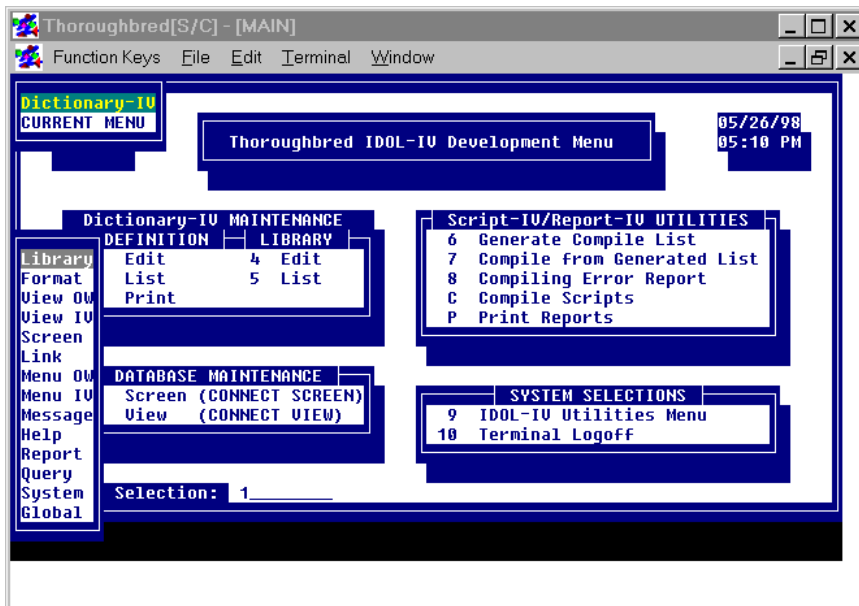 Thoroughbred[S/C] - [MAIN]
Function Keys File Edit Terminal Window
Dictionary-IV
CURRENT MENU
Thoroughbred IDOL-IV Development Menu
05/26/98
05:10 PM
Dictionary-IV MAINTENANCE
DEFINITION LIBRARY
Edit 4 Edit
List 5 List
Print
Script-IV/Report-IV UTILITIES
6 Generate Compile List
7 Compile from Generated List
8 Compiling Error Report
C Compile Scripts
P Print Reports
Library
Format
View OW
View IV
Screen
Link
Menu OW
Menu IV
Message
Help
Report
Query
System
Global
DATABASE MAINTENANCE
Screen (CONNECT SCREEN)
View (CONNECT VIEW)
SYSTEM SELECTIONS
9 IDOL-IV Utilities Menu
10 Terminal Logoff
Selection: 1